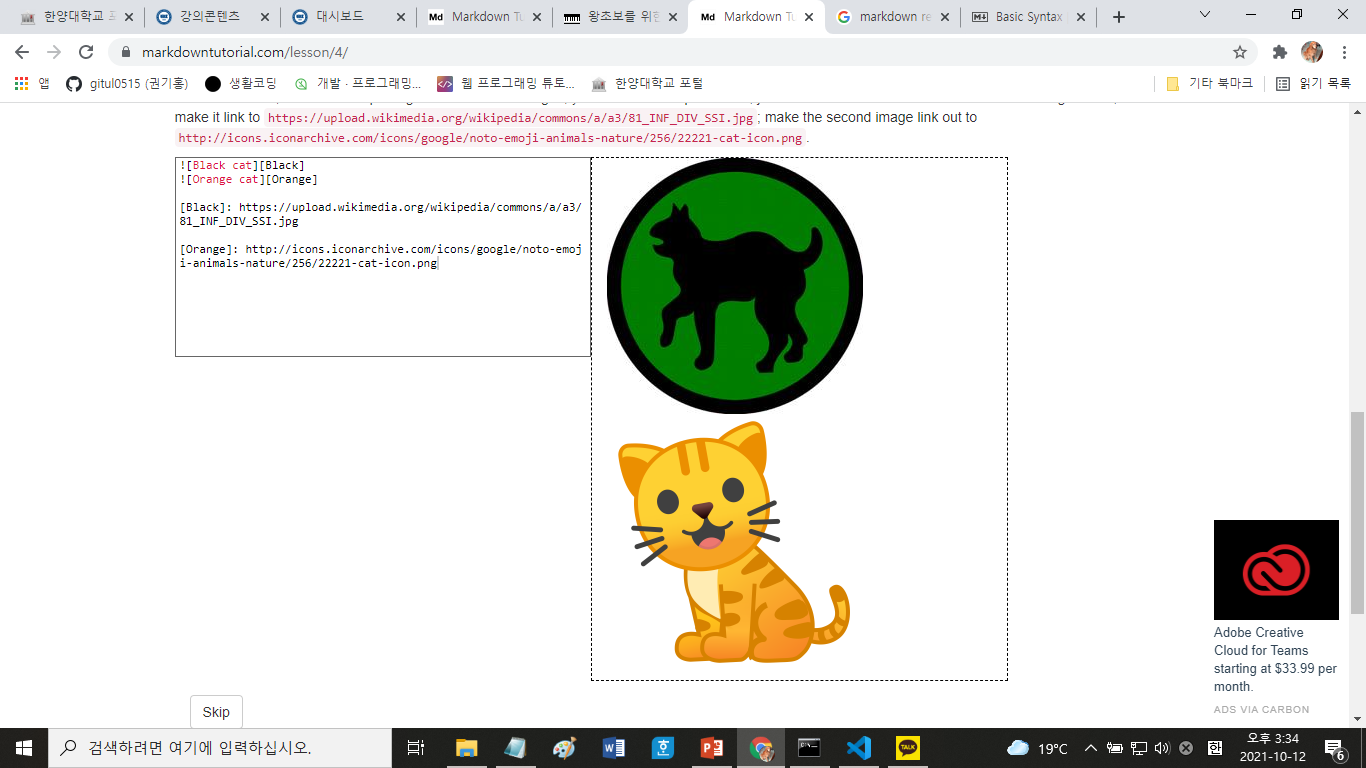 한양대학교 포
강의콘텐츠
대시보드
Markdown Tu
왕초보를 위한
Markdown Tu
markdown re
Basic Syntax
markdowntutorial.com/lesson/4/
앱
gitul0515 (권기홍)
생활코딩
개발 · 프로그래밍...
웹 프로그래밍 튜토...
한양대학교 포털
기타 북마크
읽기 목록
make it link to https://upload.wikimedia.org/wikipedia/commons/a/a3/81_INF_DIV_SSI.jpg ; make the second image link out to
http://icons.iconarchive.com/icons/google/noto-emoji-animals-nature/256/22221-cat-icon.png .
![Black cat][Black]
![Orange cat][Orange]
[Black]: https://upload.wikimedia.org/wikipedia/commons/a/a3/
81_INF_DIV_SSI.jpg
[Orange]: http://icons.iconarchive.com/icons/google/noto-emoj
i-animals-nature/256/22221-cat-icon.png
Adobe Creative
Cloud for Teams
starting at $33.99 per
month.
ADS VIA CARBON
Skip
검색하려면 여기에 입력하십시오.
19℃
한
오후 3:34
2021-10-12
6